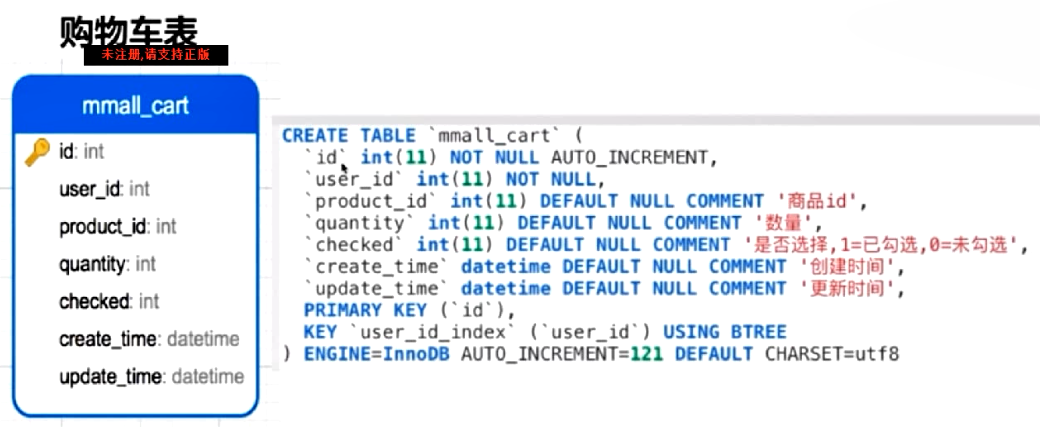 购物车表
未注册,请支持正版
mmall_cart
id: int
user_id: int
product_id: int
quantity: int
checked: int
create_time: datetime
update_time: datetime
CREATE TABLE `mmall_cart` (
`id` int(11) NOT NULL AUTO_INCREMENT,
`user_id` int(11) NOT NULL,
`product_id` int(11) DEFAULT NULL COMMENT '商品id',
`quantity` int(11) DEFAULT NULL COMMENT '数量',
`checked` int(11) DEFAULT NULL COMMENT '是否选择,1=已勾选,0=未勾选',
`create_time` datetime DEFAULT NULL COMMENT '创建时间',
`update_time` datetime DEFAULT NULL COMMENT '更新时间',
PRIMARY KEY (`id`),
KEY `user_id_index` (`user_id`) USING BTREE
) ENGINE=InnoDB AUTO_INCREMENT=121 DEFAULT CHARSET=utf8